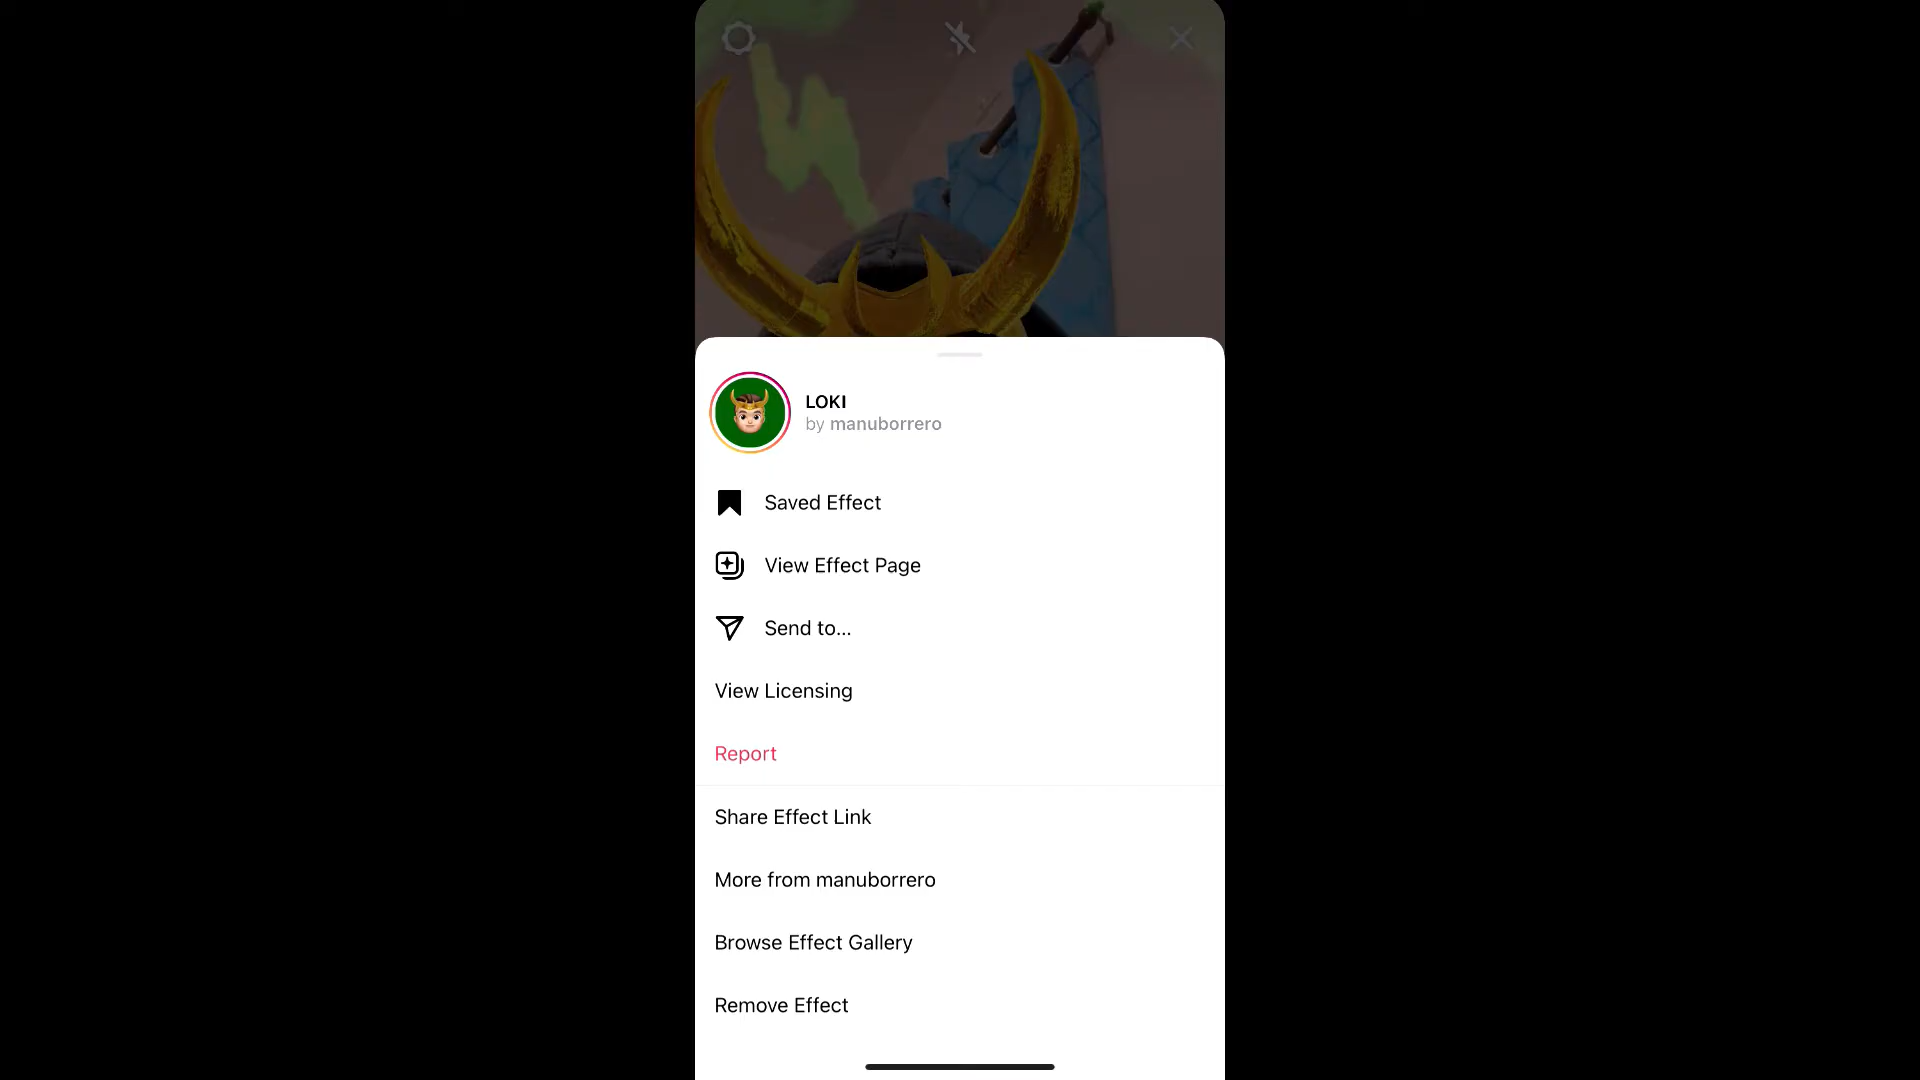 LOKI
by manuborrero
Saved Effect
View Effect Page
Send to...
View Licensing
Report
Share Effect Link
More from manuborrero
Browse Effect Gallery
Remove Effect